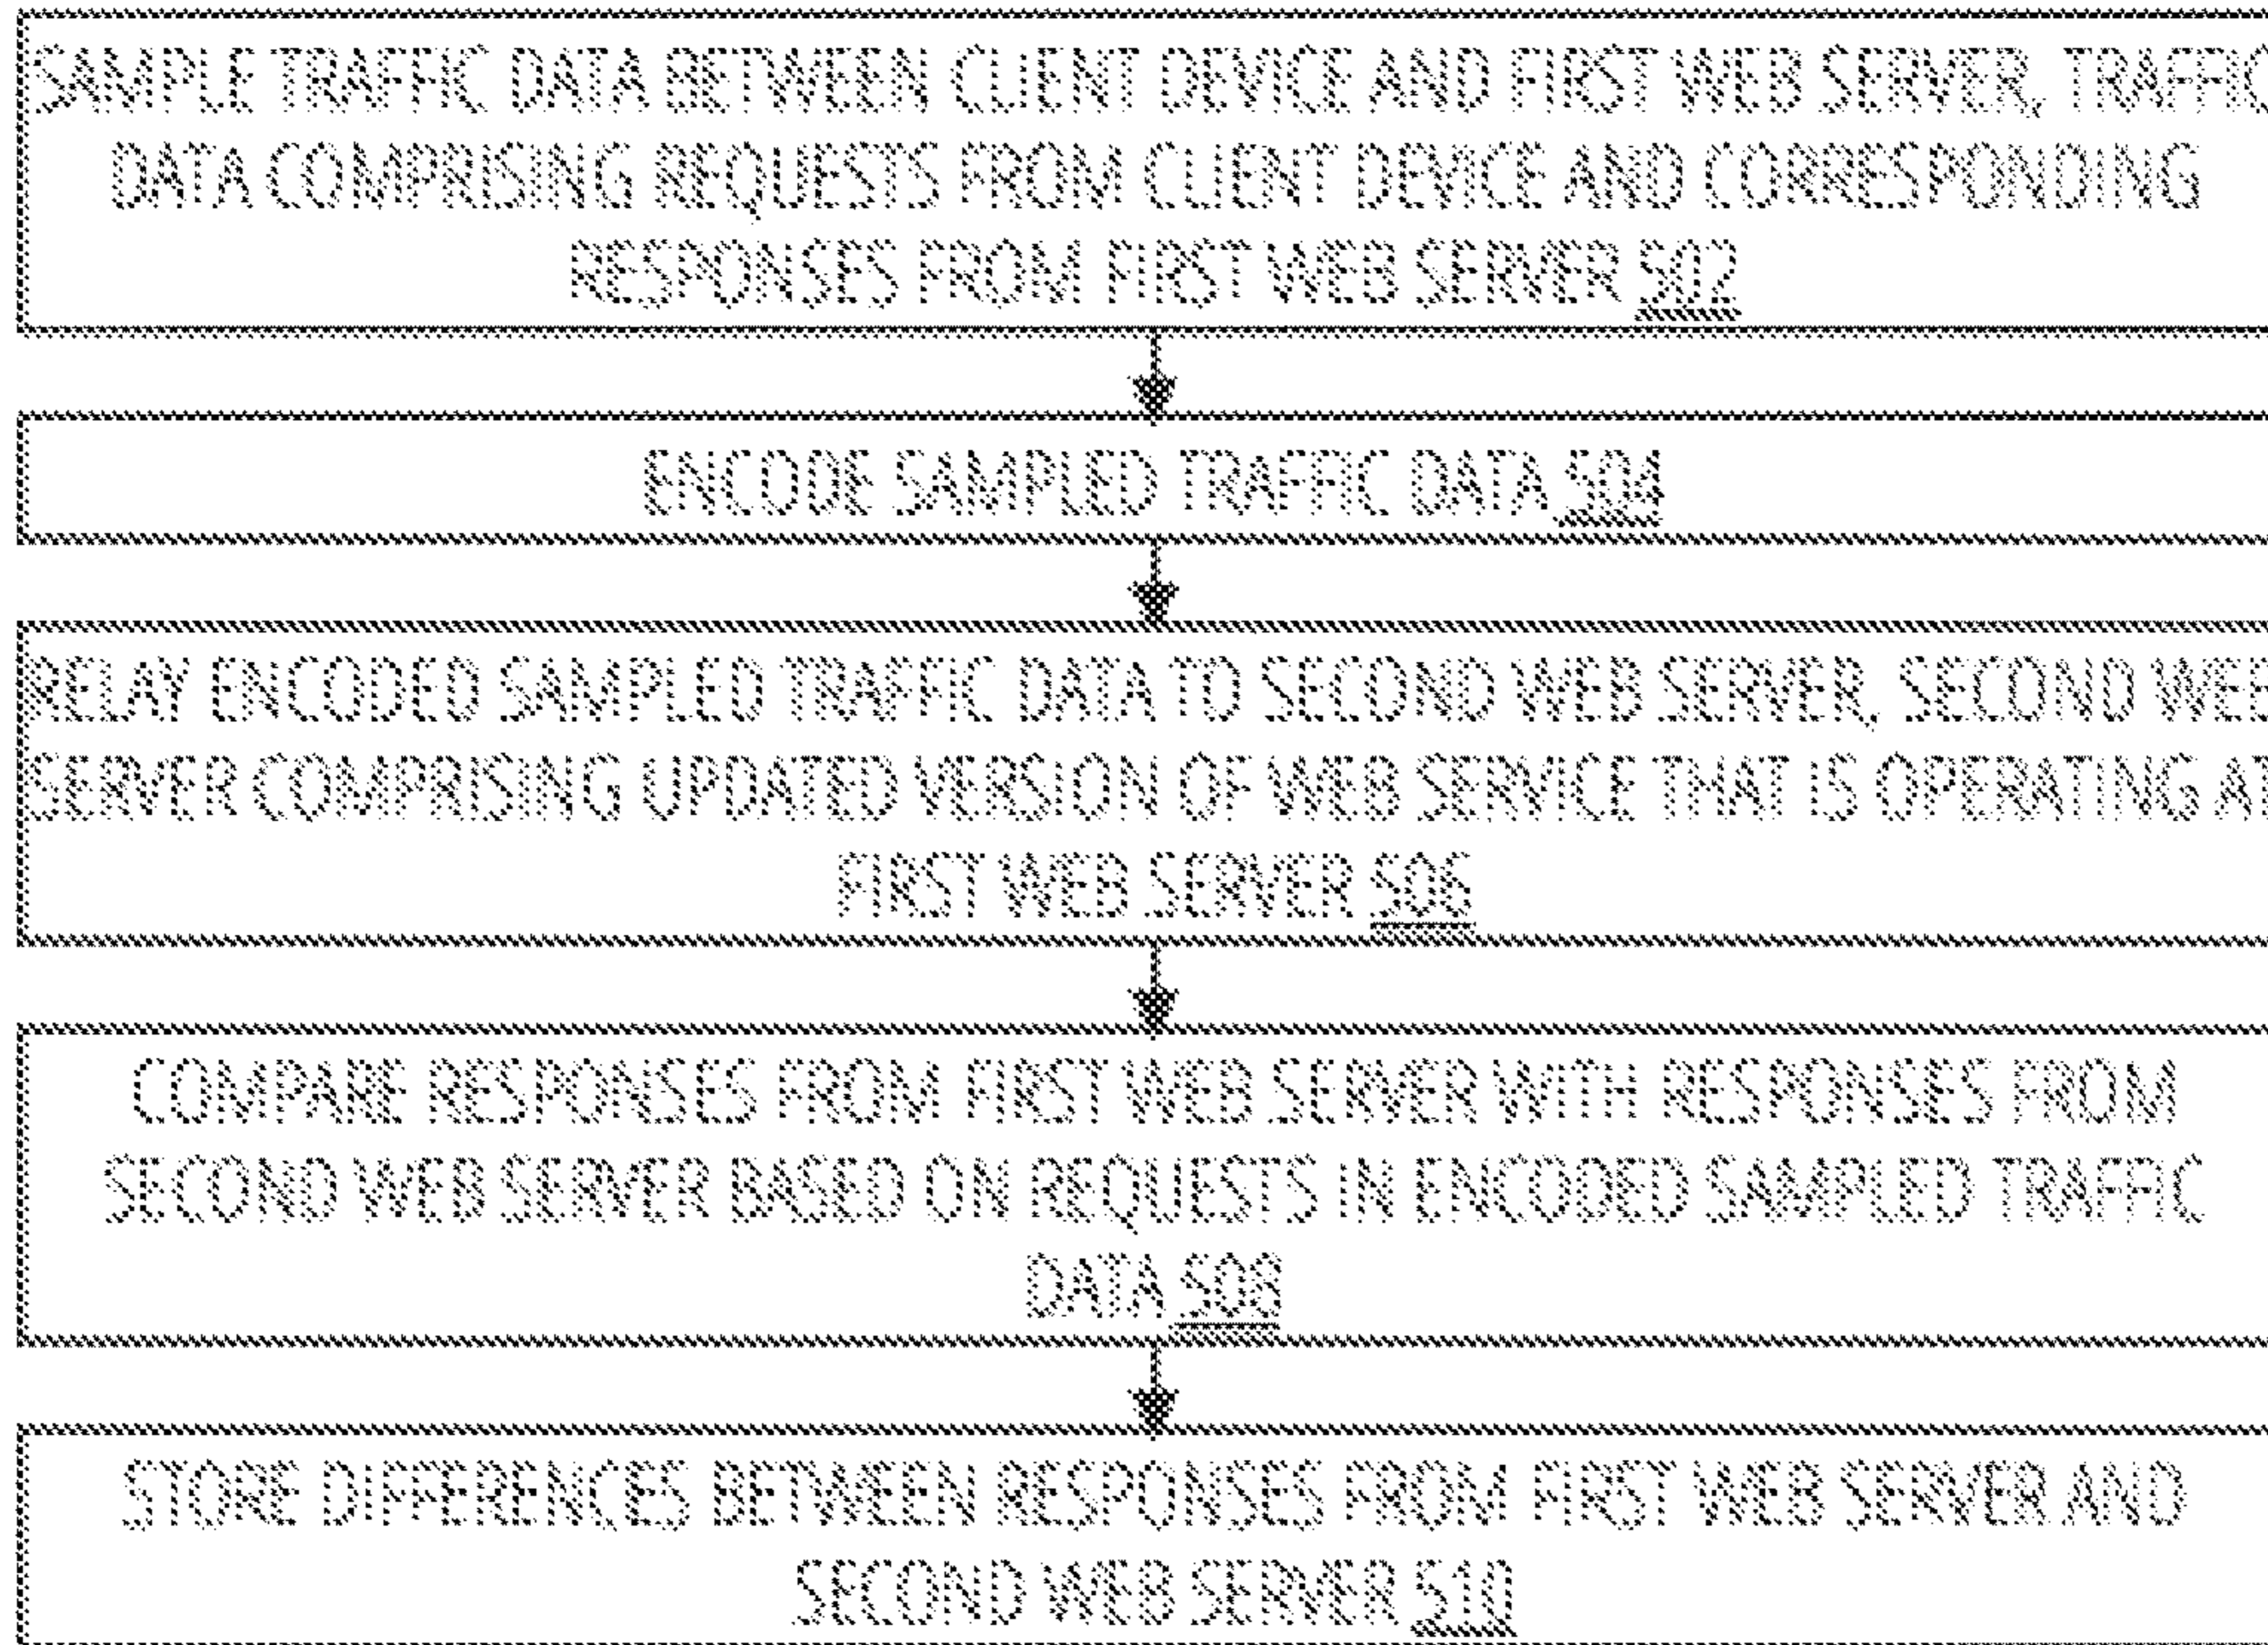 SAMPLE TRAFFIC DATA BETWEEN CLIENT DEVICE AND FIRST WEB SERVER, TRAFFIC
DATA COMPRISING REQUESTS FROM CLIENT DEVICE AND CORRESPONDING
RESPONSES FROM FIRST WEB SERVER 502
ENCODE SAMPLED TRAFFIC DATA 504
RELAY ENCODED SAMPLED TRAFFIC DATA TO SECOND WEB SERVER, SECOND WEB
SERVER COMPRISING UPDATED VERSION OF WEB SERVICE THAT IS OPERATING AT
FIRST WEB SERVER 506
COMPARE RESPONSES FROM FIRST WEB SERVER WITH RESPONSES FROM
SECOND WEB SERVER BASED ON REQUESTS IN ENCODED SAMPLED TRAFFIC
DATA 508
STORE DIFFERENCES BETWEEN RESPONSES FROM FIRST WEB SERVER AND
SECOND WEB SERVER 510